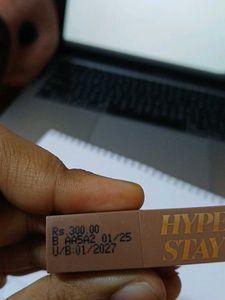 Rs.300.00
B AA5A2 01/25
U/B:01/2027
HYPE
STAY